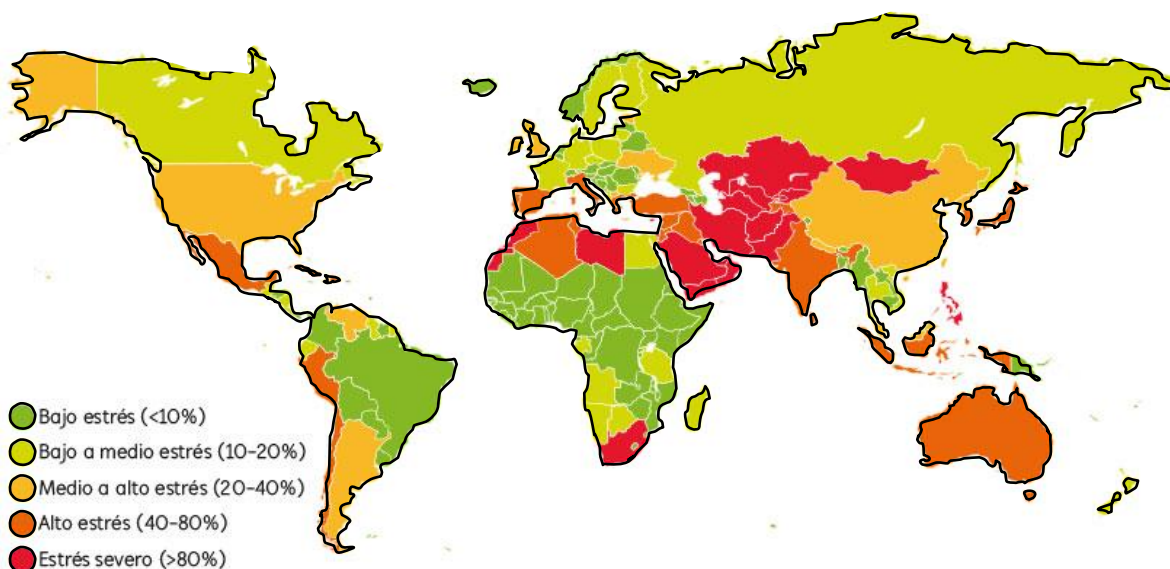 Bajo estrés (<10%)
Bajo a medio estrés (10-20%)
Medio a alto estrés (20-40%)
Alto estrés (40-80%)
Estrés severo (>80%)